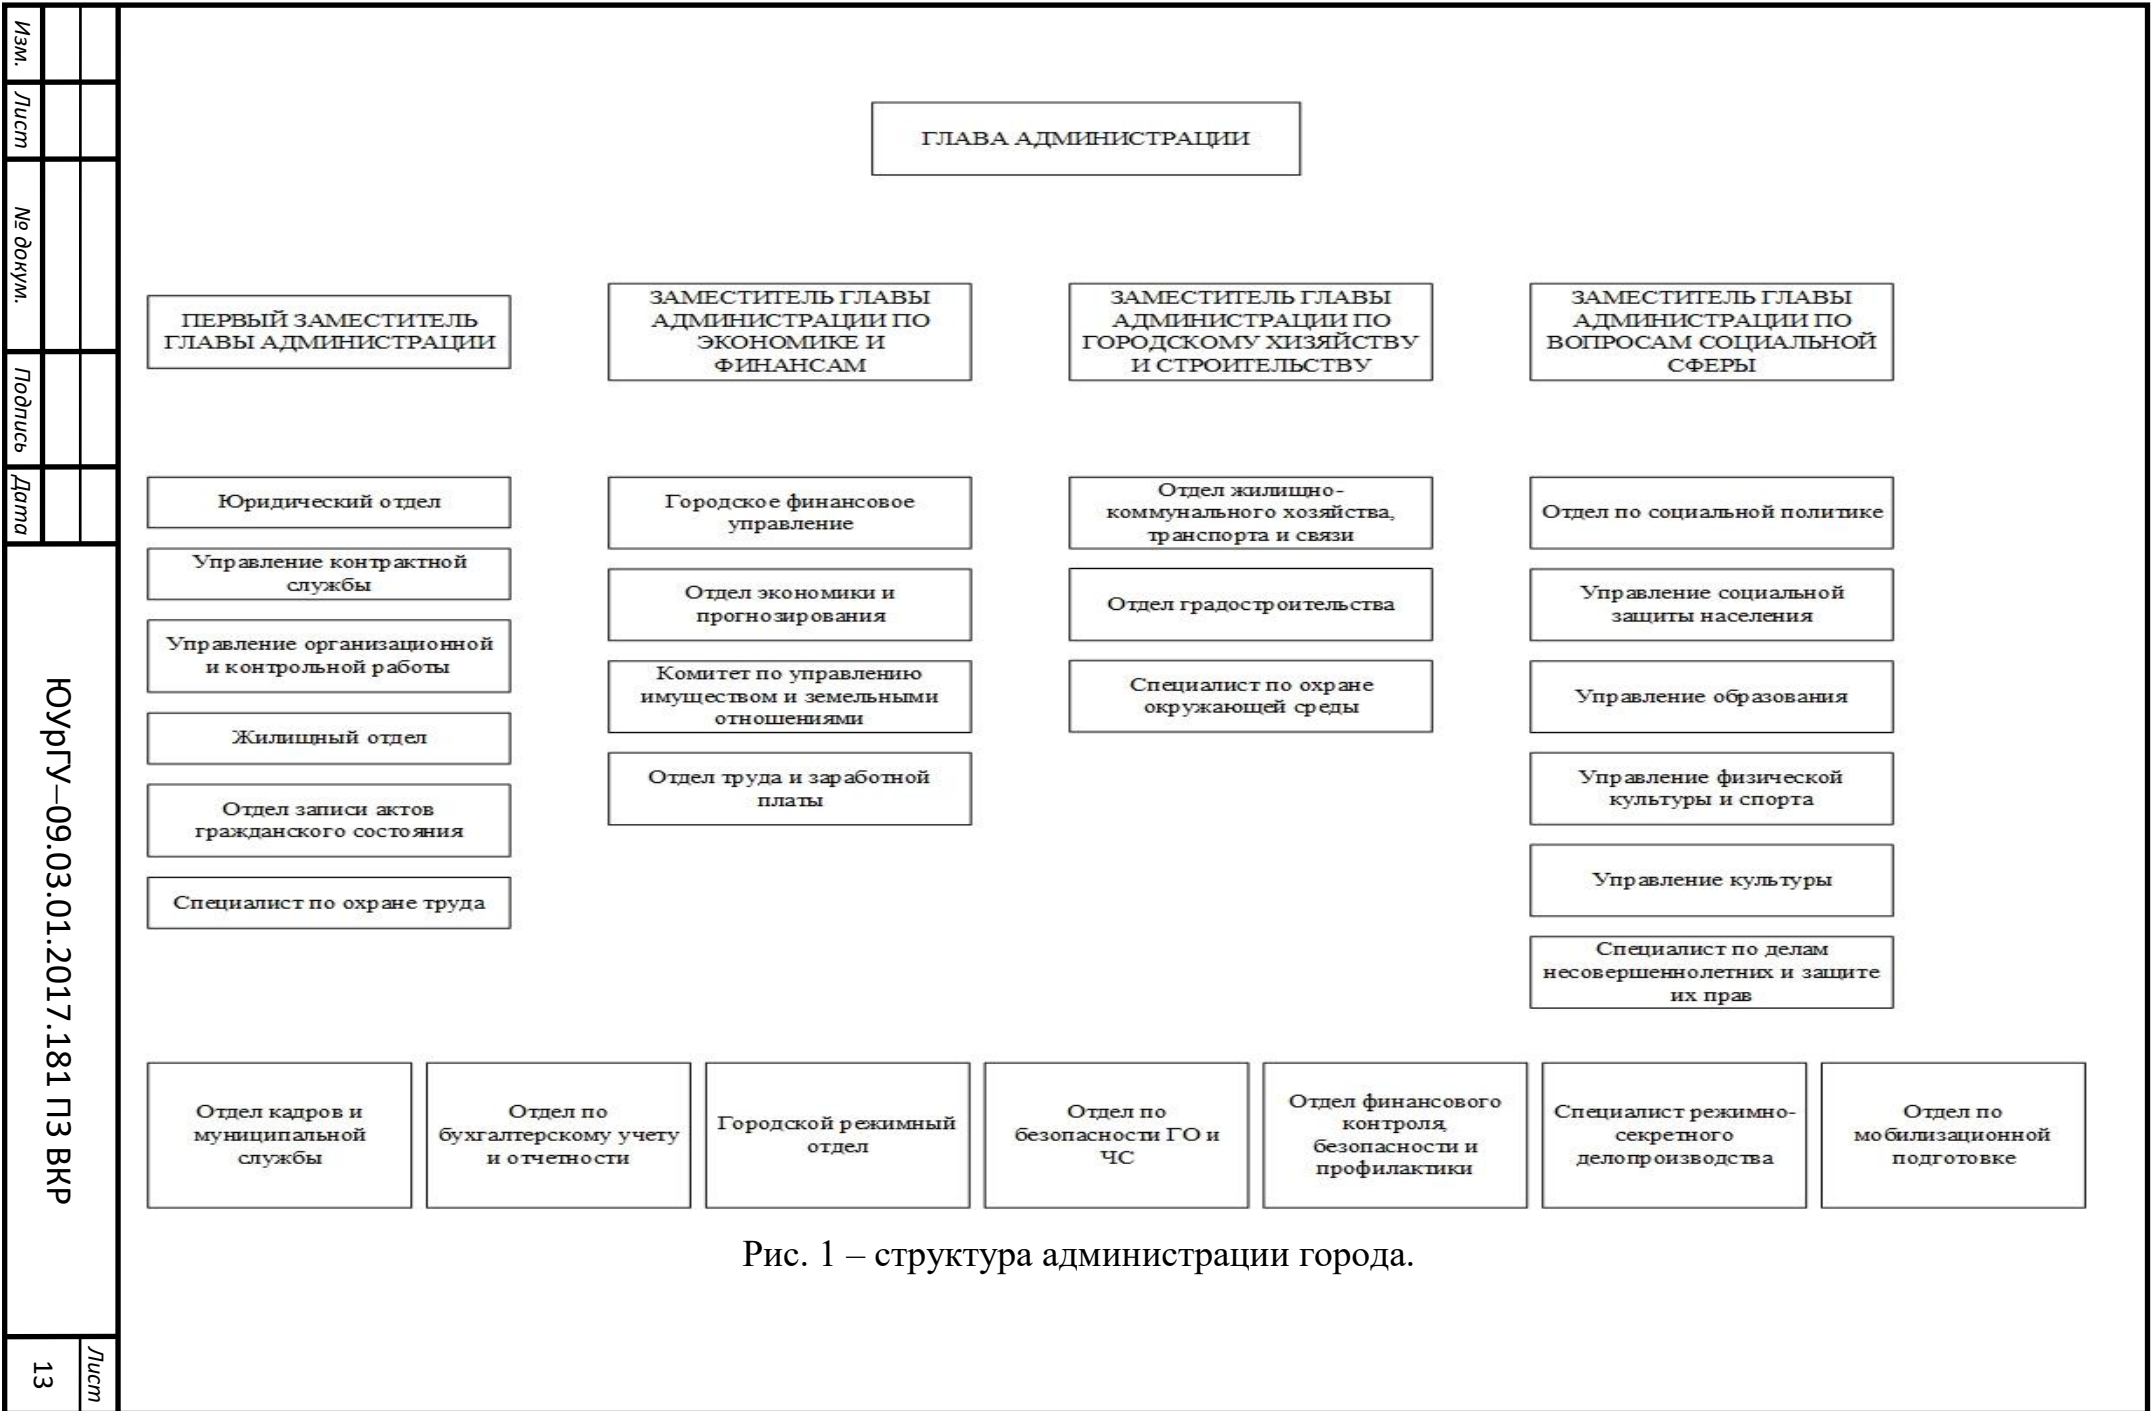 ГЛАВА АДМИНИСТРАЦИИ
ПЕРВЫЙ ЗАМЕСТИТЕЛЬ
ГЛАВЫ АДМИНИСТРАЦИИ
ЗАМЕСТИТЕЛЬ ГЛАВЫ
АДМИНИСТРАЦИИ ПО
ЭКОНОМИКЕ И
ФИНАНСАМ
ЗАМЕСТИТЕЛЬ ГЛАВЫ
АДМИНИСТРАЦИИ ПО
ГОРОДСКОМУ ХИЗЯЙСТВУ
И СТРОИТЕЛЬСТВУ
ЗАМЕСТИТЕЛЬ ГЛАВЫ
АДМИНИСТРАЦИИ ПО
ВОПРОСАМ СОЦИАЛЬНОЙ
СФЕРЫ
Юридический отдел
Управление контрактной
службы
Управление организационной
и контрольной работы
Жилищный отдел
Отдел записи актов
гражданского состояния
Специалист по охране труда
Городское финансовое
управление
Отдел экономики и
прогнозирования
Комитет по управлению
имуществом и земельными
отношениями
Отдел труда и заработной
платы
Отдел жилищно-
коммунального хозяйства,
транспорта и связи
Отдел градостроительства
Специалист по охране
окружающей среды
Отдел по социальной политике
Управление социальной
защиты населения
Управление образования
Управление физической
культуры и спорта
Управление культуры
Специалист по делам
несовершеннолетних и защите
их прав
Отдел кадров и
муниципальной
службы
Отдел по
бухгалтерскому учету
и отчетности
Городской режимный
отдел
Отдел по
безопасности ГО и
ЧС
Отдел финансового
контроля,
безопасности и
профилактики
Специалист режимно-
секретного
делопроизводства
Отдел по
мобилизационной
подготовке
Рис. 1 – структура администрации города.
Изм.
Лист
№ докум.
Подпись
Дата
ЮУрГУ–09.03.01.2017.181 ПЗ ВКР
Лист
13